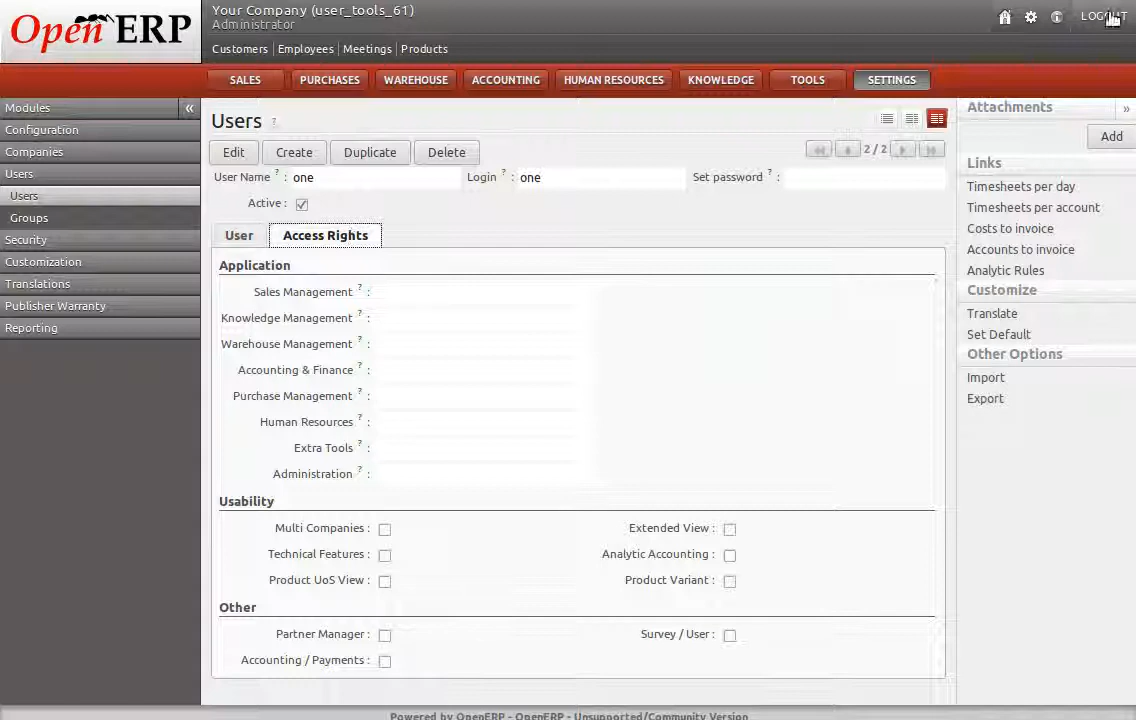 Open ERP
Your Company (user_tools_61)
Administrator
LOGOUT
Customers Employees Meetings Products
SALES PURCHASES WAREHOUSE ACCOUNTING HUMAN RESOURCES KNOWLEDGE TOOLS SETTINGS
Modules «
Configuration
Companies
Users
Users
Groups
Security
Customization
Translations
Publisher Warranty
Reporting
Users ?
Edit Create Duplicate Delete 2 / 2
User Name ? : one Login ? : one Set password ? :
Active :
User Access Rights
Application
Sales Management ? :
Knowledge Management ? :
Warehouse Management ? :
Accounting & Finance ? :
Purchase Management ? :
Human Resources ? :
Extra Tools ? :
Administration ? :
Usability
Multi Companies : Extended View :
Technical Features : Analytic Accounting :
Product UoS View : Product Variant :
Other
Partner Manager : Survey / User :
Accounting / Payments :
Attachments »
Add
Links
Timesheets per day
Timesheets per account
Costs to invoice
Accounts to invoice
Analytic Rules
Customize
Translate
Set Default
Other Options
Import
Export
Powered by OpenERP - OpenERP - Unsupported/Community Version